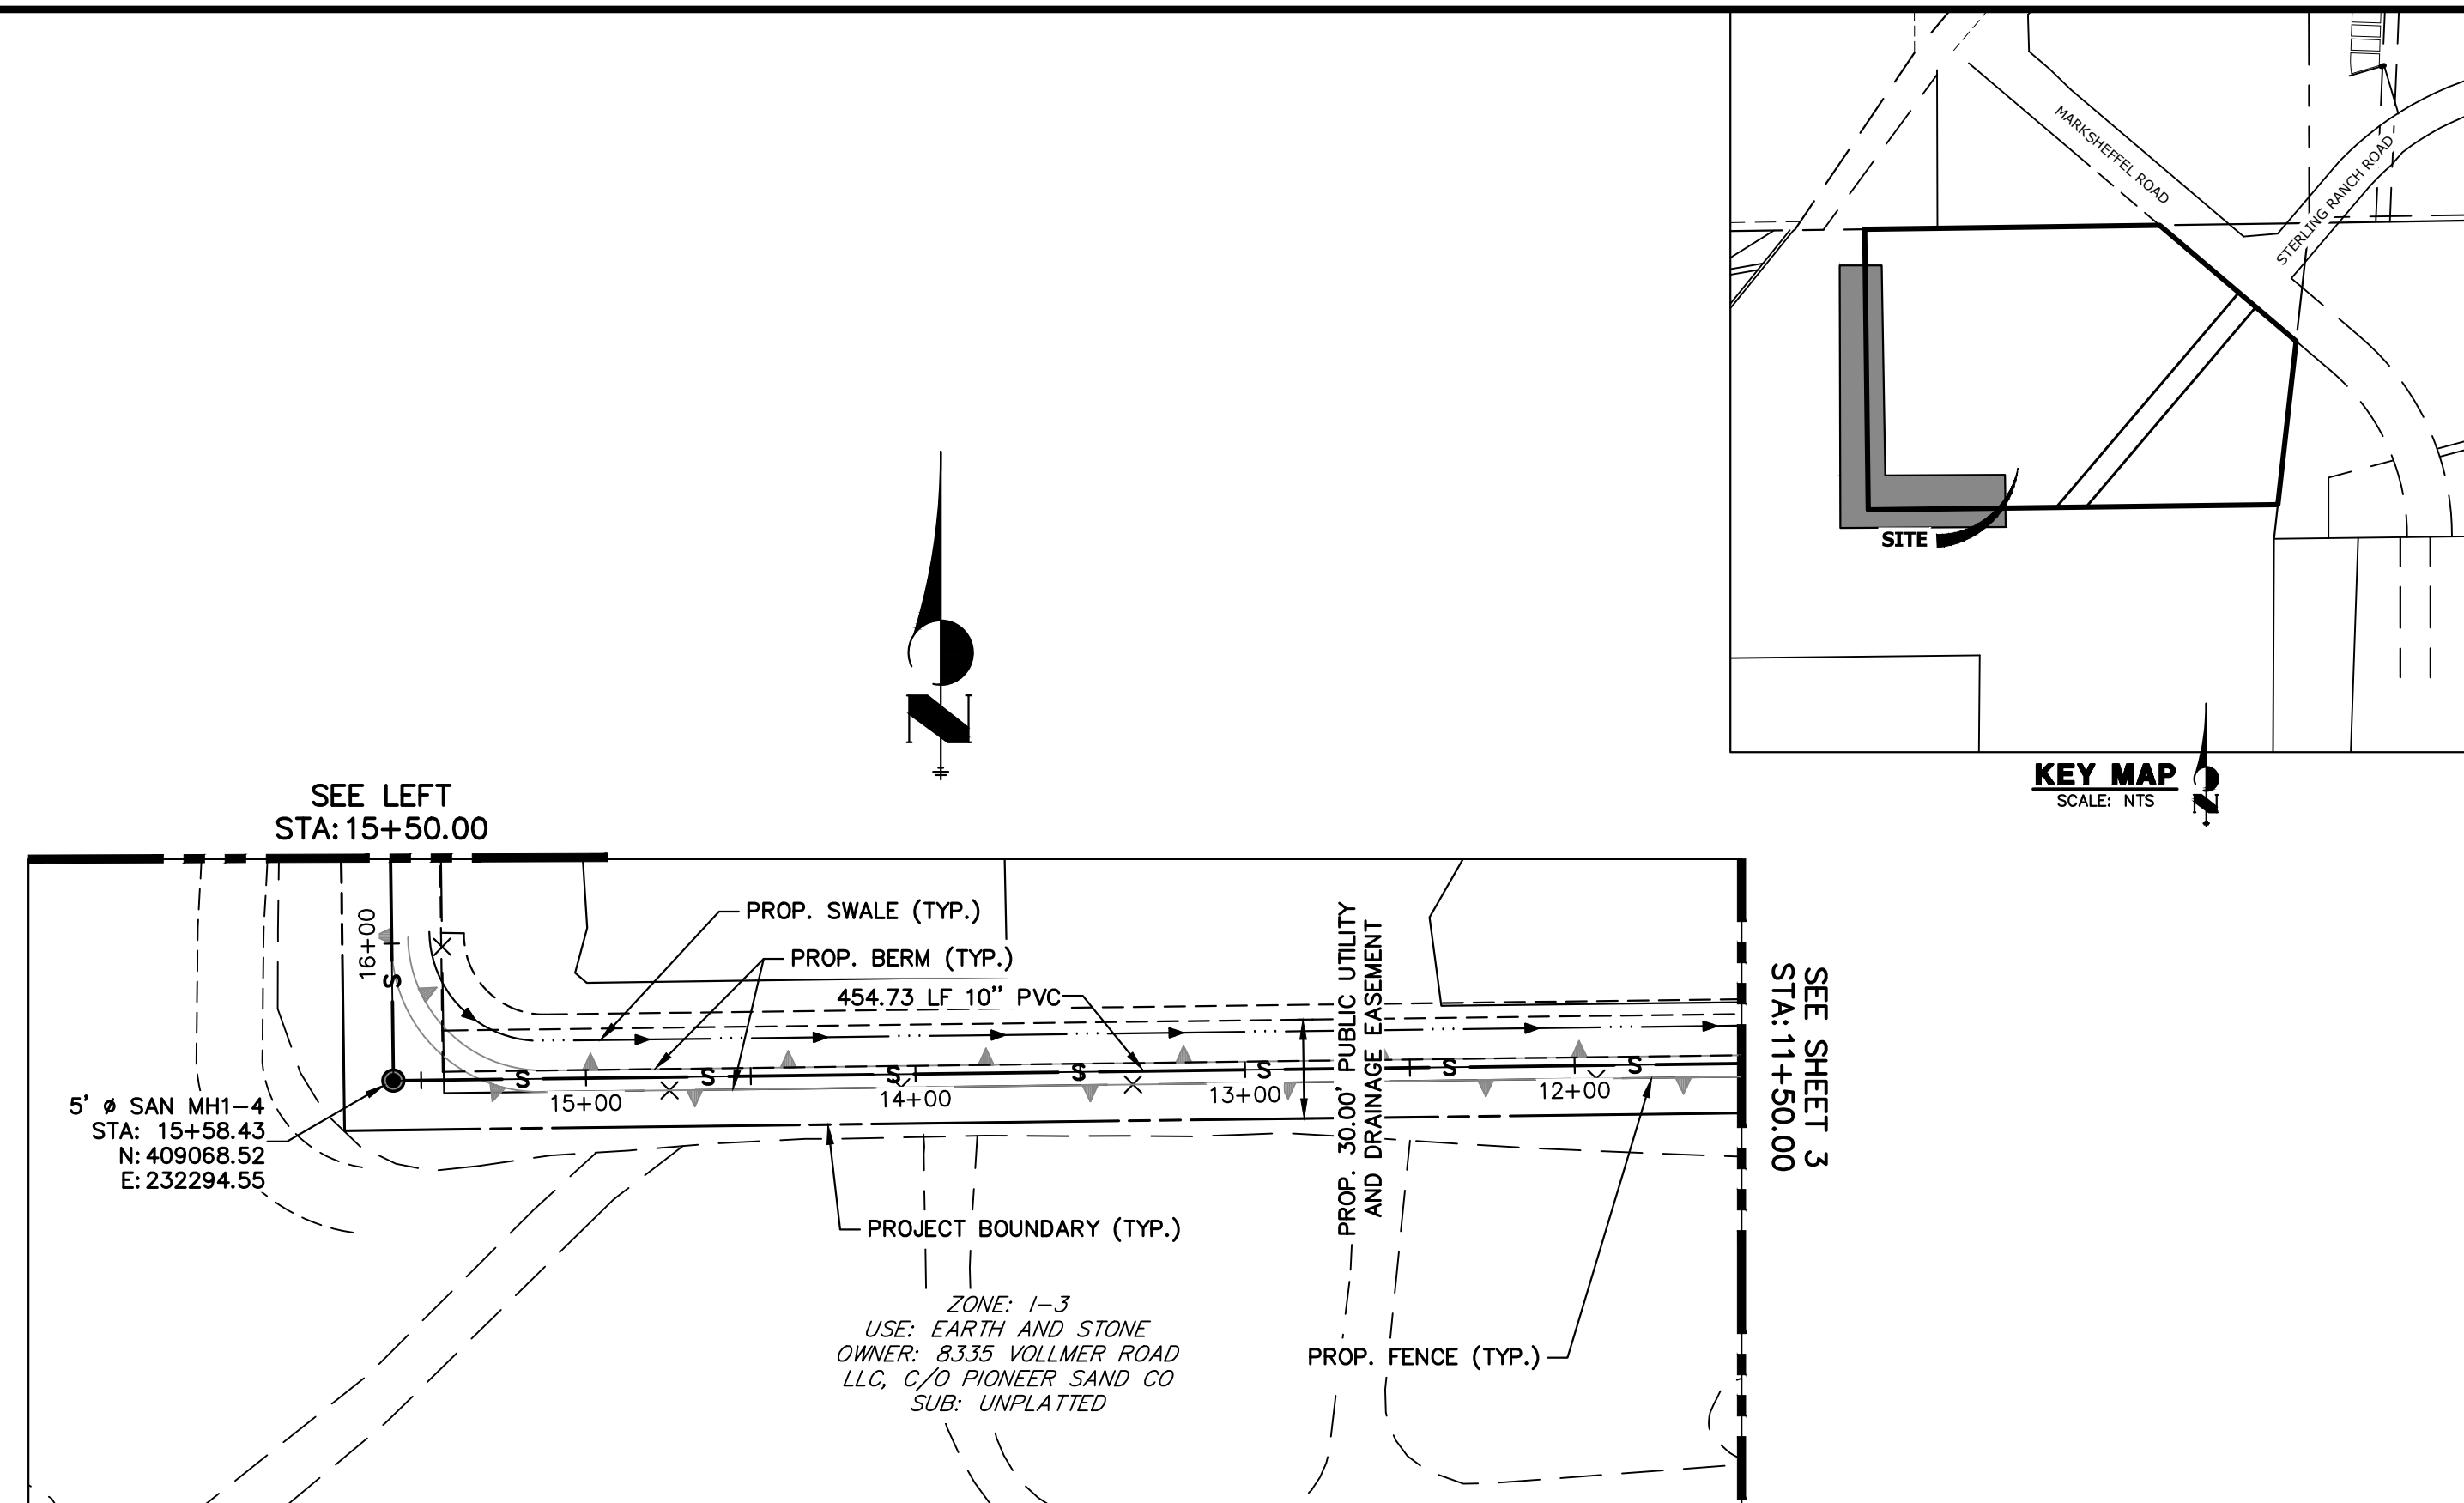 MARKSHEFFEL ROAD
STERLING RANCH ROAD
SITE
N
KEY MAP
SCALE: NTS
N
SEE LEFT
STA: 15+50.00
16+00
S
PROP. SWALE (TYP.)
PROP. BERM (TYP.)
454.73 LF 10" PVC
PROP. 30.00' PUBLIC UTILITY
AND DRAINAGE EASEMENT
SEE SHEET 3
STA: 11+50.00
S S S S S S S
15+00
14+00
13+00
12+00
5' Ø SAN MH1-4
STA: 15+58.43
N: 409068.52
E: 232294.55
PROJECT BOUNDARY (TYP.)
ZONE: I-3
USE: EARTH AND STONE
OWNER: 8335 VOLLMER ROAD
LLC, C/O PIONEER SAND CO
SUB: UNPLATTED
PROP. FENCE (TYP.)